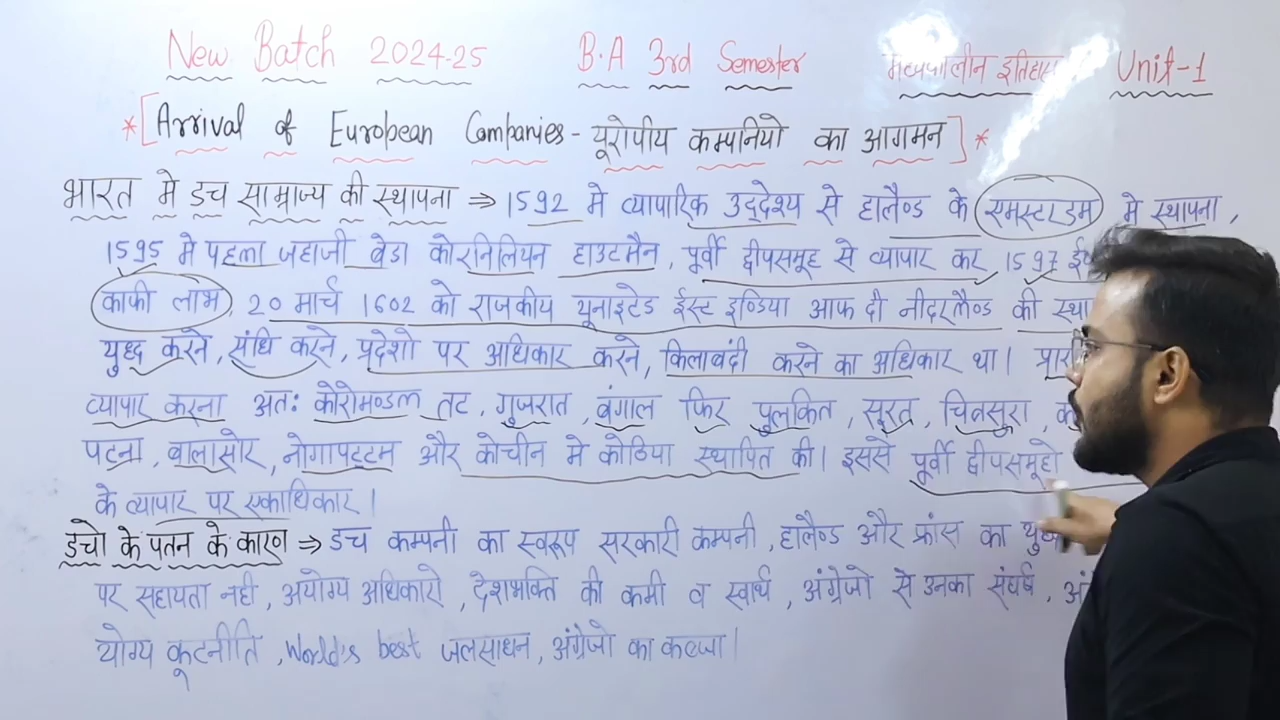 New Batch 2024-25 B.A 3rd Semester मध्यकालीन इतिहास Unit-1
*[Arrival of European Companies - यूरोपीय कम्पनियो का आगमन]*
भारत मे डच साम्राज्य की स्थापना ⇒ 1592 मे व्यापारिक उद्देश्य से हालैण्ड के एमस्टरडम मे स्थापना,
1595 मे पहला जहाजी बेडा कोरनिलियन हाउटमैन, पूर्वी द्वीपसमूह से व्यापार कर, 1597
काफी लाभ, 20 मार्च 1602 को राजकीय यूनाइटेड ईस्ट इण्डिया आफ दी नीदरलैण्ड की
युध्द करने, संधि करने, प्रदेशो पर अधिकार करने, किलाबंदी करने का अधिकार था।
व्यापार करना अतः कोरोमण्डल तट, गुजरात, बंगाल फिर पुलकित, सूरत, चिनसुरा,
पटना, बालासोर, नोगापट्टम और कोचीन मे कोठिया स्थापित की। इससे पूर्वी द्वीपसमूहो
के व्यापार पर एकाधिकार।
डचो के पतन के कारण ⇒ डच कम्पनी का स्वरूप सरकारी कम्पनी, हालैण्ड और फ्रांस का
पर सहायता नही, अयोग्य अधिकारी, देशभक्ति की कमी व स्वार्थ, अंग्रेजो से उनका संघर्ष,
योग्य कूटनीति, World's best जलसाधन, अंग्रेजो का कब्जा।